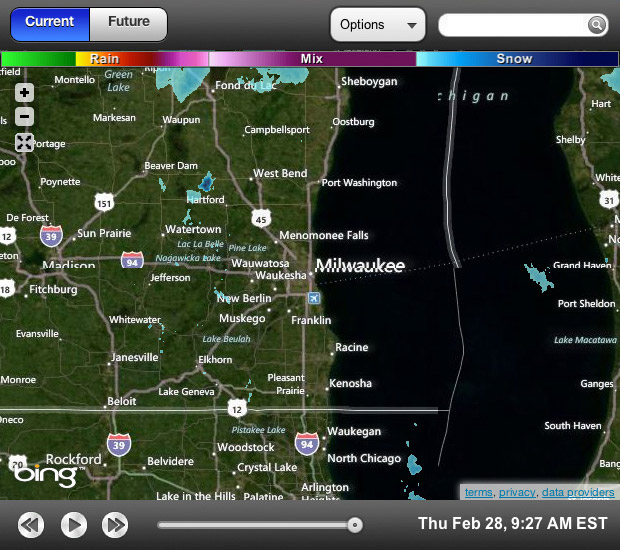 Current
Future
Options
Rain
Mix
Snow
Montello
Green
Lake
Fond du Lac
Sheboygan
Markesan
Waupun
Oostburg
chigan
Hart
Portage
Campbellsport
Shelby
Beaver Dam
Poynette
West Bend
Port Washington
151
Hartford
31
De Forest
45
12
39
Sun Prairie
Watertown
Menomonee Falls
Lac La Belle
Pine Lake
Madison
94
Nagawicka Lake
Wauwatosa
Milwaukee
Grand Haven
Waukesha
Jefferson
18
Fitchburg
New Berlin
Port Sheldon
Whitewater
Muskego
Franklin
Evansville
Lake Beulah
Lake Macatawa
Racine
Janesville
Elkhorn
Monroe
Pleasant
Prairie
Kenosha
Ganges
Lake Geneva
Beloit
12
Pistakee Lake
Waukegan
South Haven
39
94
Woodstock
20
Rockford
Belvidere
North Chicago
Crystal Lake
bing™
Arlington
Heights
Lake in the Hills
Palatine
terms, privacy, data providers
Thu Feb 28, 9:27 AM EST